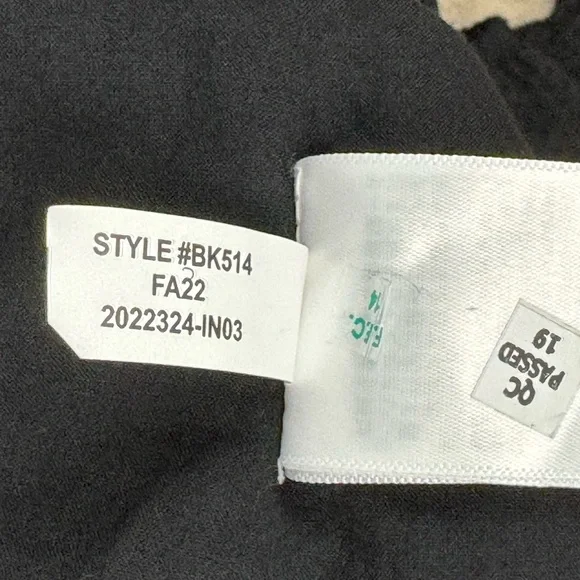 STYLE #BK514
FA22
2022324-IN03
QC
PASSED
19